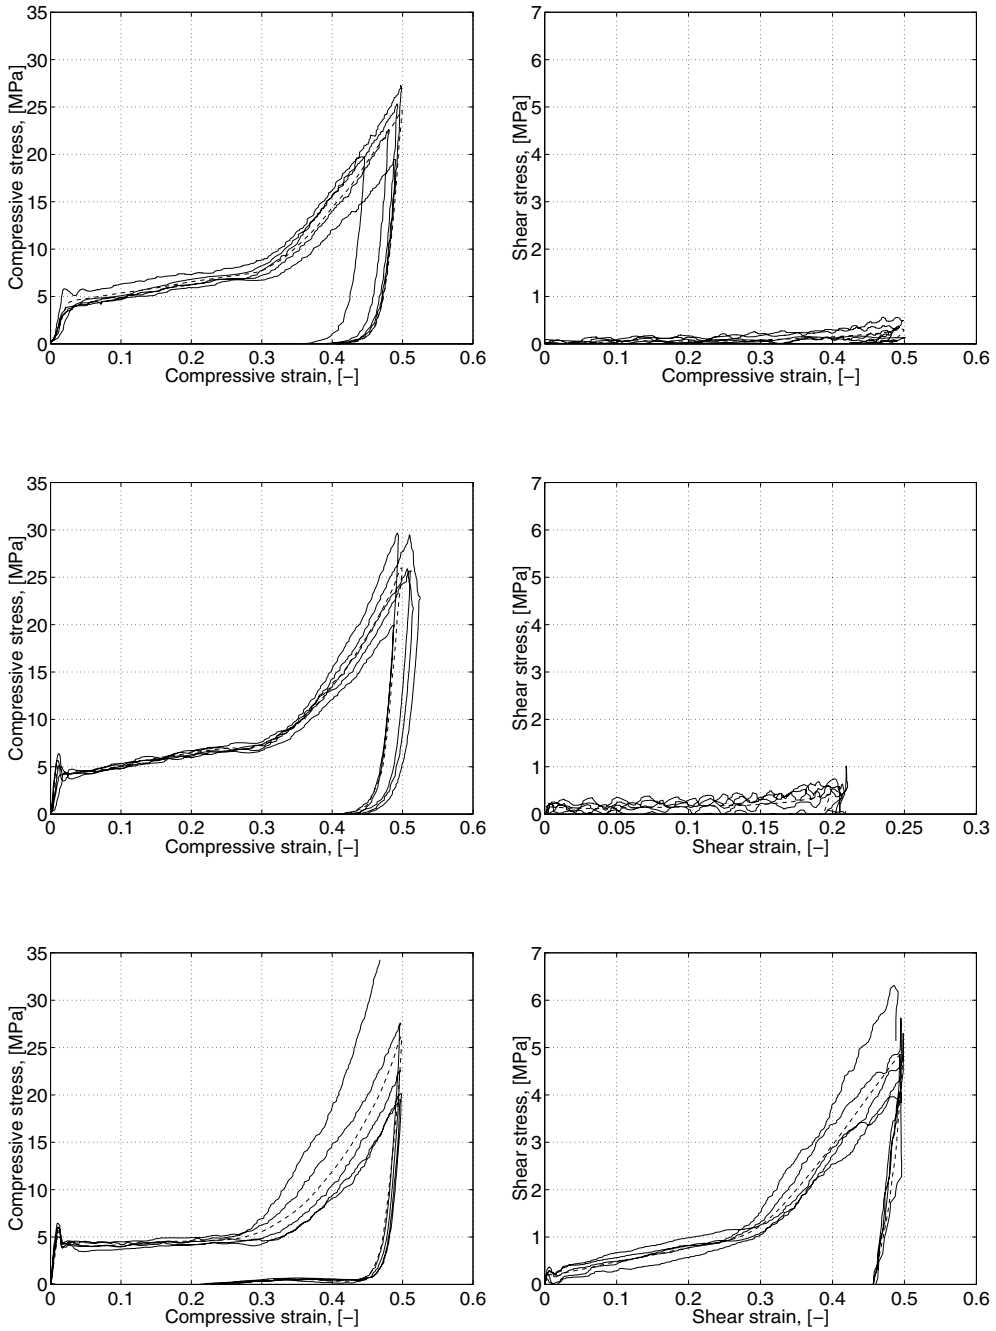 35
30
25
20
15
10
5
0
Compressive stress, [MPa]
0 0.1 0.2 0.3 0.4 0.5 0.6
Compressive strain, [−]
7
6
5
4
3
2
1
0
Shear stress, [MPa]
0 0.1 0.2 0.3 0.4 0.5 0.6
Compressive strain, [−]
35
30
25
20
15
10
5
0
Compressive stress, [MPa]
0 0.1 0.2 0.3 0.4 0.5 0.6
Compressive strain, [−]
7
6
5
4
3
2
1
0
Shear stress, [MPa]
0 0.05 0.1 0.15 0.2 0.25 0.3
Shear strain, [−]
35
30
25
20
15
10
5
0
Compressive stress, [MPa]
0 0.1 0.2 0.3 0.4 0.5 0.6
Compressive strain, [−]
7
6
5
4
3
2
1
0
Shear stress, [MPa]
0 0.1 0.2 0.3 0.4 0.5 0.6
Shear strain, [−]